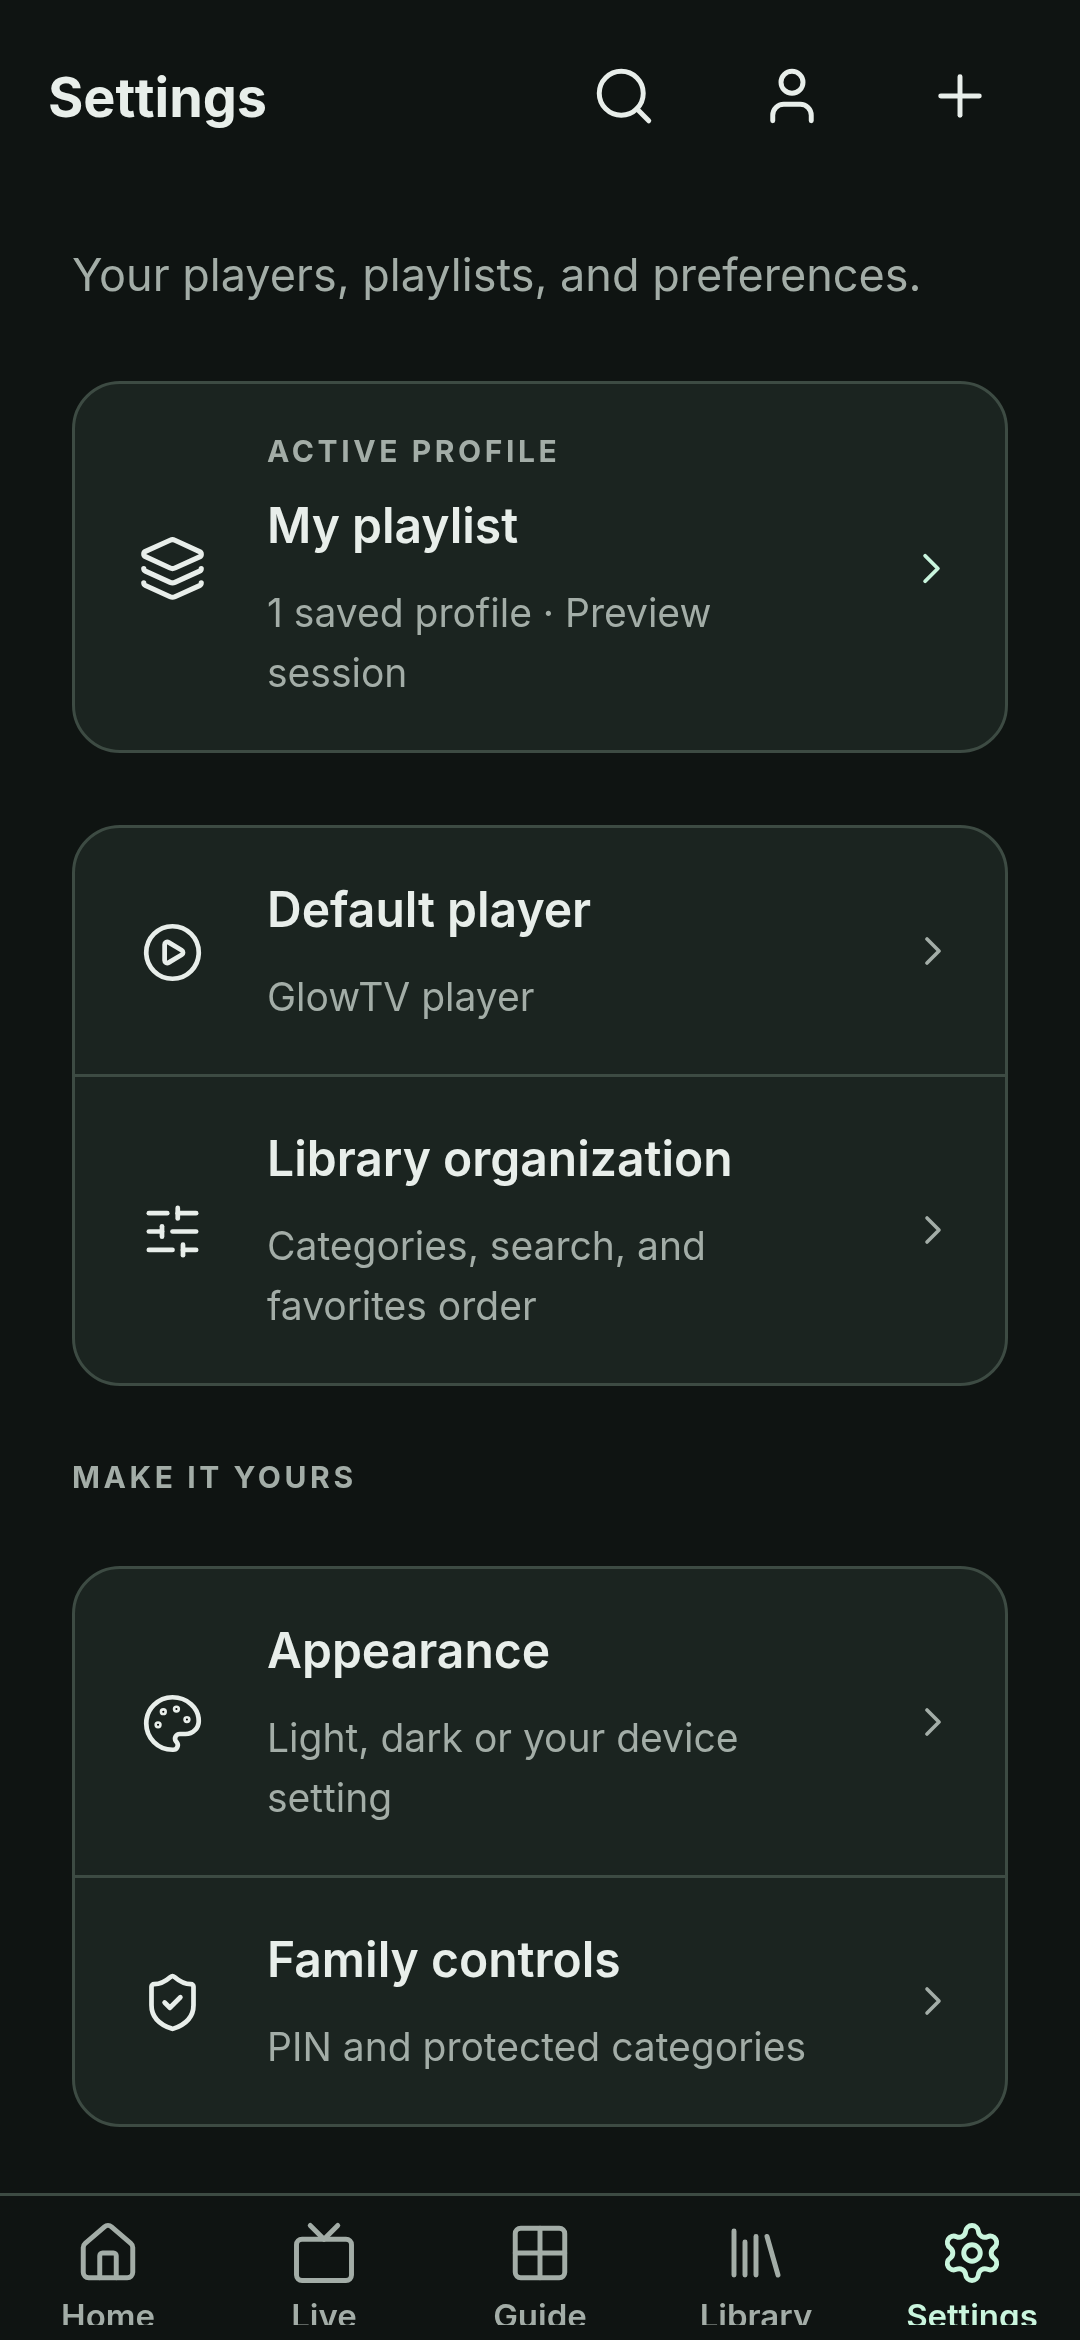 Settings
Your players, playlists, and preferences.
ACTIVE PROFILE
My playlist
1 saved profile · Preview
session
Default player
GlowTV player
Library organization
Categories, search, and
favorites order
MAKE IT YOURS
Appearance
Light, dark or your device
setting
Family controls
PIN and protected categories
Home Live Guide Library Settings